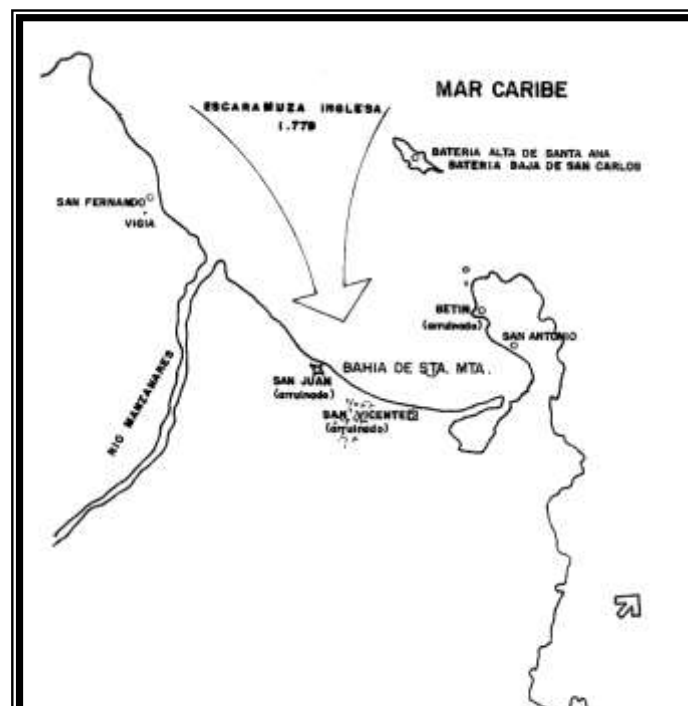 MAR CARIBE
ESCARAMUZA INGLESA
1.779
BATERIA ALTA DE SANTA ANA
BATERIA BAJA DE SAN CARLOS
SAN FERNANDO
VIGIA
BETIN
(arruinado)
SAN ANTONIO
BAHIA DE STA. MTA.
SAN JUAN
(arruinado)
SAN VICENTE
(arruinado)
RIO MANZANARES